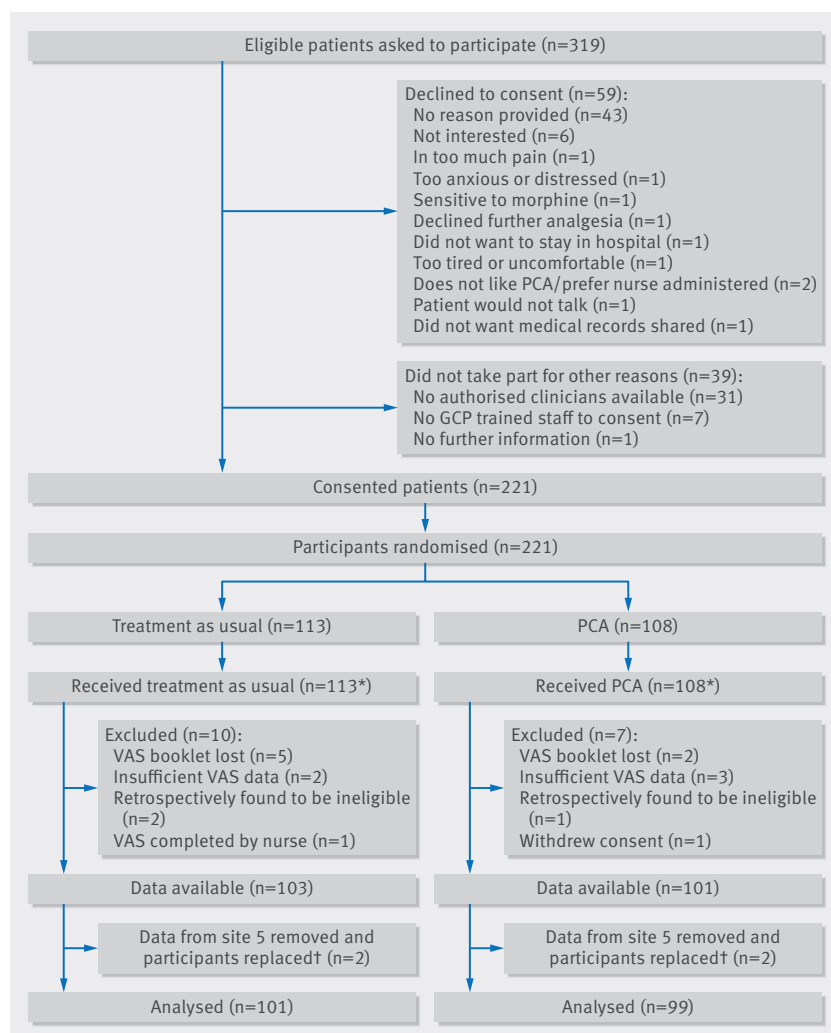 Eligible patients asked to participate (n=319)
Declined to consent (n=59):
No reason provided (n=43)
Not interested (n=6)
In too much pain (n=1)
Too anxious or distressed (n=1)
Sensitive to morphine (n=1)
Declined further analgesia (n=1)
Did not want to stay in hospital (n=1)
Too tired or uncomfortable (n=1)
Does not like PCA/prefer nurse administered (n=2)
Patient would not talk (n=1)
Did not want medical records shared (n=1)
Did not take part for other reasons (n=39):
No authorised clinicians available (n=31)
No GCP trained staff to consent (n=7)
No further information (n=1)
Consented patients (n=221)
Participants randomised (n=221)
Treatment as usual (n=113)
PCA (n=108)
Received treatment as usual (n=113*)
Received PCA (n=108*)
Excluded (n=10):
VAS booklet lost (n=5)
Insufficient VAS data (n=2)
Retrospectively found to be ineligible
(n=2)
VAS completed by nurse (n=1)
Excluded (n=7):
VAS booklet lost (n=2)
Insufficient VAS data (n=3)
Retrospectively found to be ineligible
(n=1)
Withdrew consent (n=1)
Data available (n=103)
Data available (n=101)
Data from site 5 removed and
participants replaced† (n=2)
Data from site 5 removed and
participants replaced† (n=2)
Analysed (n=101)
Analysed (n=99)